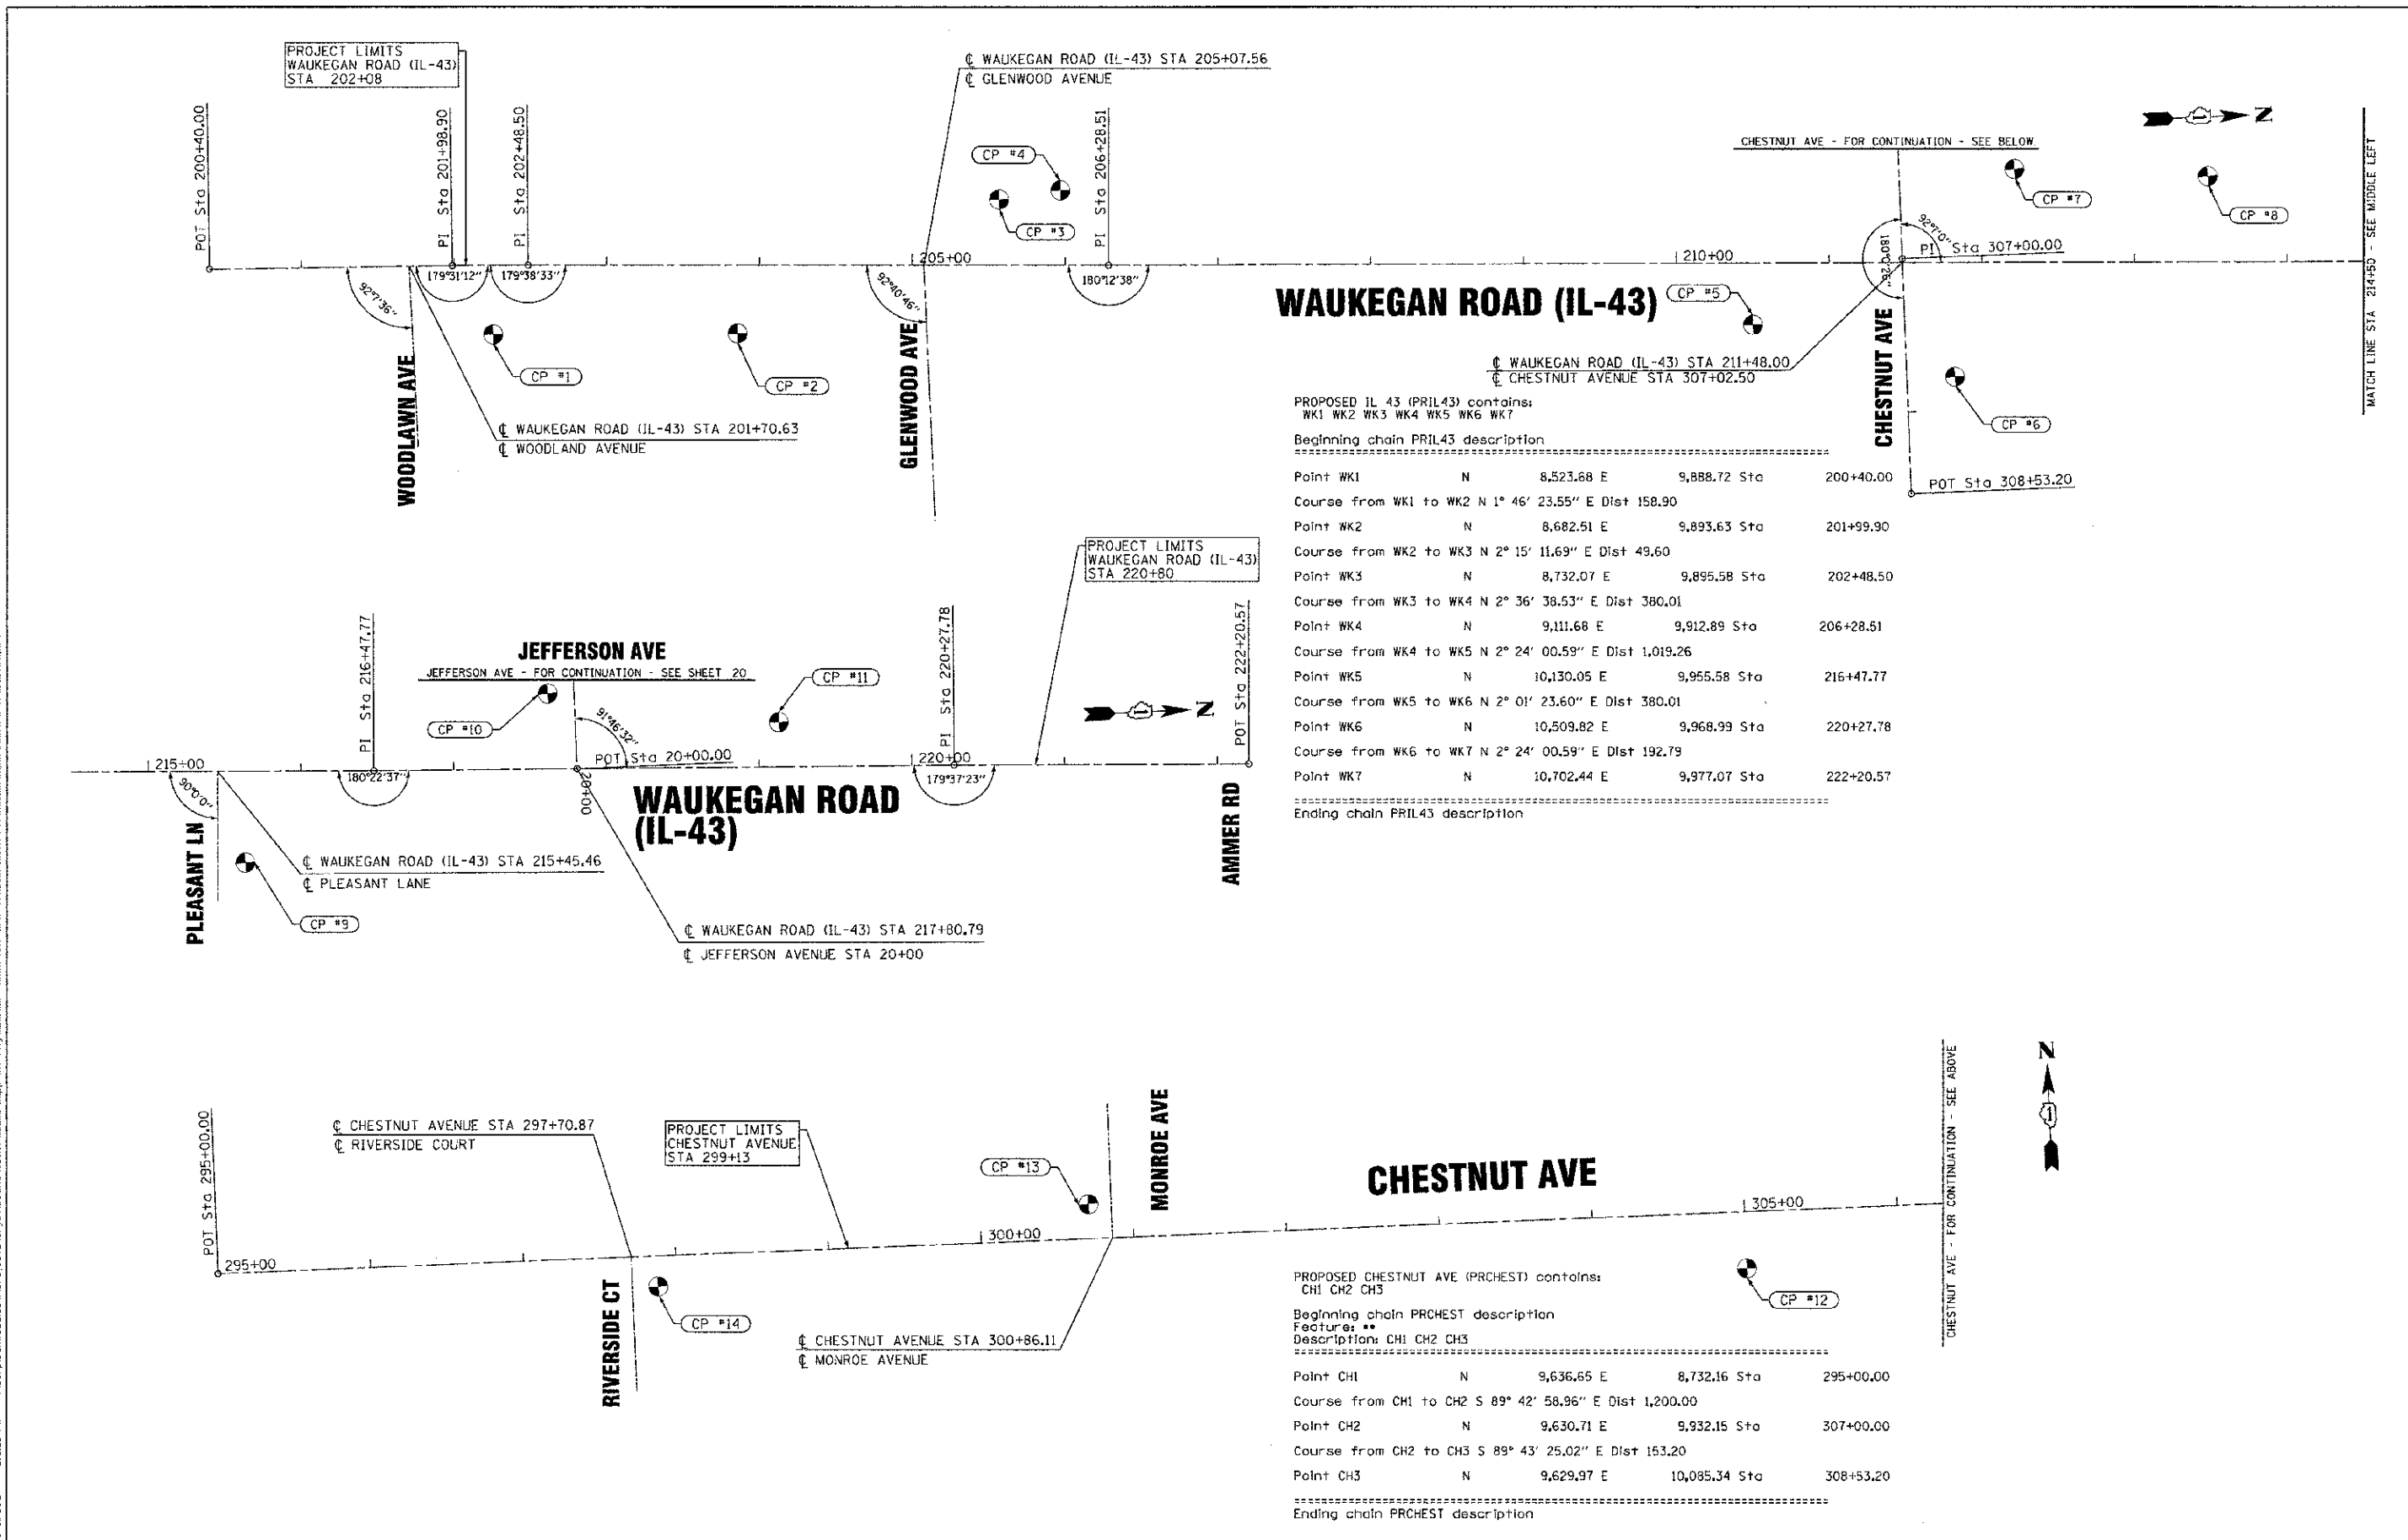 PROJECT LIMITS
WAUKEGAN ROAD (IL-43)
STA 202+08
POT Sta 200+40.00
PI Sta 201+98.90
PI Sta 202+48.50
℄ WAUKEGAN ROAD (IL-43) STA 205+07.56
℄ GLENWOOD AVENUE
CP #4
CP #3
PI Sta 206+28.51
CHESTNUT AVE - FOR CONTINUATION - SEE BELOW
1
N
CP #7
CP #8
MATCH LINE STA 214+50 - SEE MIDDLE LEFT
92°7'36"
179°31'12"
179°38'33"
92°40'46"
205+00
180°12'38"
210+00
180°0'26"
92°7'0"
PI Sta 307+00.00
WAUKEGAN ROAD (IL-43)
CP #5
CP #1
CP #2
WOODLAWN AVE
℄ WAUKEGAN ROAD (IL-43) STA 201+70.63
℄ WOODLAND AVENUE
GLENWOOD AVE
℄ WAUKEGAN ROAD (IL-43) STA 211+48.00
℄ CHESTNUT AVENUE STA 307+02.50
CHESTNUT AVE
CP #6
POT Sta 308+53.20
PROPOSED IL 43 (PRIL43) contains:
WK1 WK2 WK3 WK4 WK5 WK6 WK7
Beginning chain PRIL43 description
Point WK1 N 8,523.68 E 9,888.72 Sta 200+40.00
Course from WK1 to WK2 N 1° 46' 23.55" E Dist 158.90
Point WK2 N 8,682.51 E 9,893.63 Sta 201+99.90
Course from WK2 to WK3 N 2° 15' 11.69" E Dist 49.60
Point WK3 N 8,732.07 E 9,895.58 Sta 202+48.50
Course from WK3 to WK4 N 2° 36' 38.53" E Dist 380.01
Point WK4 N 9,111.68 E 9,912.89 Sta 206+28.51
Course from WK4 to WK5 N 2° 24' 00.59" E Dist 1,019.26
Point WK5 N 10,130.05 E 9,955.58 Sta 216+47.77
Course from WK5 to WK6 N 2° 01' 23.60" E Dist 380.01
Point WK6 N 10,509.82 E 9,968.99 Sta 220+27.78
Course from WK6 to WK7 N 2° 24' 00.59" E Dist 192.79
Point WK7 N 10,702.44 E 9,977.07 Sta 222+20.57
Ending chain PRIL43 description
PROJECT LIMITS
WAUKEGAN ROAD (IL-43)
STA 220+80
PI Sta 216+47.77
JEFFERSON AVE
JEFFERSON AVE - FOR CONTINUATION - SEE SHEET 20
CP #10
CP #11
PI Sta 220+27.78
POT Sta 222+20.57
1
N
215+00
90°0'0"
180°22'37"
91°46'32"
POT Sta 20+00.00
20+00
220+00
179°37'23"
WAUKEGAN ROAD
(IL-43)
AMMER RD
PLEASANT LN
℄ WAUKEGAN ROAD (IL-43) STA 215+45.46
℄ PLEASANT LANE
CP #9
℄ WAUKEGAN ROAD (IL-43) STA 217+80.79
℄ JEFFERSON AVENUE STA 20+00
POT Sta 295+00.00
℄ CHESTNUT AVENUE STA 297+70.87
℄ RIVERSIDE COURT
PROJECT LIMITS
CHESTNUT AVENUE
STA 299+13
CP #13
MONROE AVE
CHESTNUT AVE
CHESTNUT AVE - FOR CONTINUATION - SEE ABOVE
N
1
295+00
300+00
305+00
RIVERSIDE CT
CP #14
℄ CHESTNUT AVENUE STA 300+86.11
℄ MONROE AVENUE
CP #12
PROPOSED CHESTNUT AVE (PRCHEST) contains:
CH1 CH2 CH3
Beginning chain PRCHEST description
Feature: **
Description: CH1 CH2 CH3
Point CH1 N 9,636.65 E 8,732.16 Sta 295+00.00
Course from CH1 to CH2 S 89° 42' 58.96" E Dist 1,200.00
Point CH2 N 9,630.71 E 9,932.15 Sta 307+00.00
Course from CH2 to CH3 S 89° 43' 25.02" E Dist 153.20
Point CH3 N 9,629.97 E 10,085.34 Sta 308+53.20
Ending chain PRCHEST description